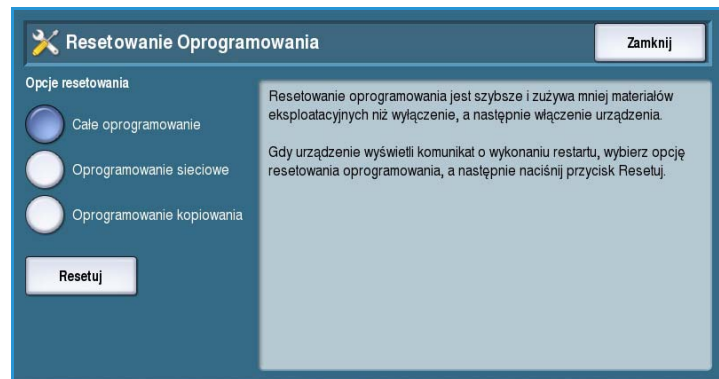 Resetowanie Oprogramowania
Zamknij
Opcje resetowania
Całe oprogramowanie
Oprogramowanie sieciowe
Oprogramowanie kopiowania
Resetuj
Resetowanie oprogramowania jest szybsze i zużywa mniej materiałów
eksploatacyjnych niż wyłączenie, a następnie włączenie urządzenia.
Gdy urządzenie wyświetli komunikat o wykonaniu restartu, wybierz opcję
resetowania oprogramowania, a następnie naciśnij przycisk Resetuj.